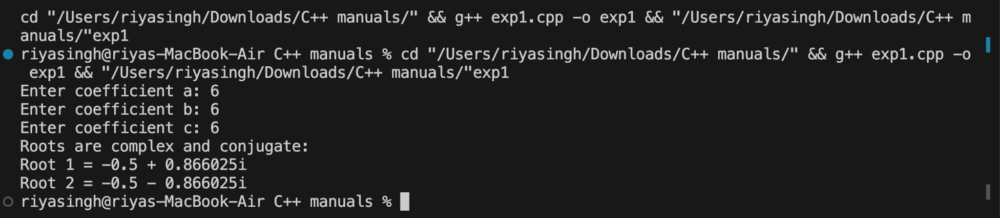 cd "/Users/riyasingh/Downloads/C++ manuals/" && g++ exp1.cpp -o exp1 && "/Users/riyasingh/Downloads/C++ m
anuals/"exp1
riyasingh@riyas-MacBook-Air C++ manuals % cd "/Users/riyasingh/Downloads/C++ manuals/" && g++ exp1.cpp -o
 exp1 && "/Users/riyasingh/Downloads/C++ manuals/"exp1
Enter coefficient a: 6
Enter coefficient b: 6
Enter coefficient c: 6
Roots are complex and conjugate:
Root 1 = -0.5 + 0.866025i
Root 2 = -0.5 - 0.866025i
riyasingh@riyas-MacBook-Air C++ manuals %